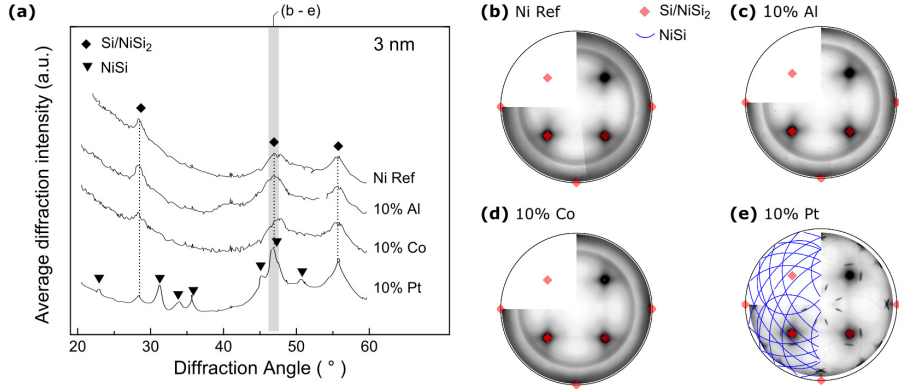 (a)
(b - e)
3 nm
Si/NiSi₂
NiSi
Ni Ref
10% Al
10% Co
10% Pt
Average diffraction intensity (a.u.)
20 30 40 50 60
Diffraction Angle ( ° )
(b) Ni Ref
Si/NiSi₂
NiSi
(c) 10% Al
(d) 10% Co
(e) 10% Pt